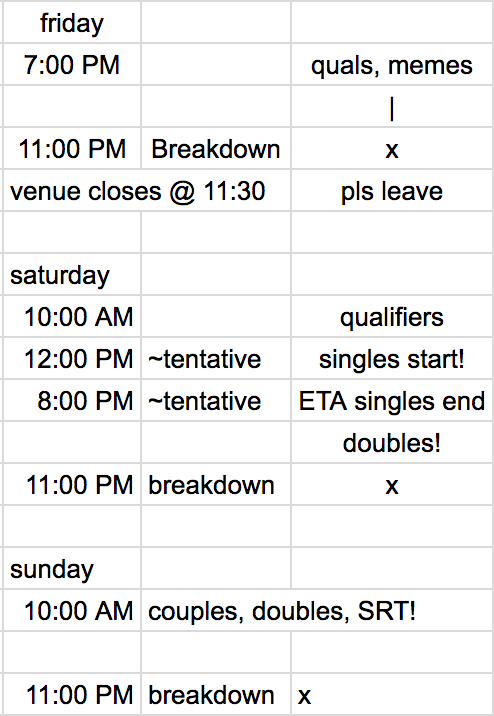 friday
7:00 PM quals, memes
|
11:00 PM Breakdown x
venue closes @ 11:30 pls leave
saturday
10:00 AM qualifiers
12:00 PM ~tentative singles start!
8:00 PM ~tentative ETA singles end
doubles!
11:00 PM breakdown x
sunday
10:00 AM couples, doubles, SRT!
11:00 PM breakdown x